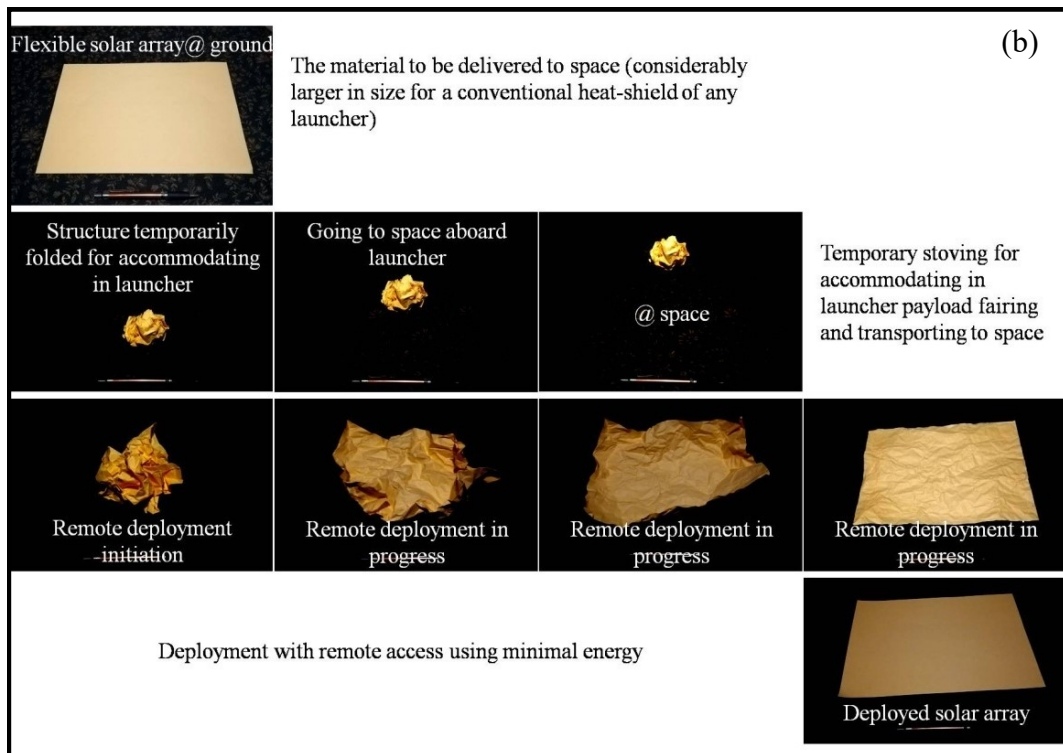 Flexible solar array@ ground
(b)
The material to be delivered to space (considerably
larger in size for a conventional heat-shield of any
launcher)
Structure temporarily
folded for accommodating
in launcher
Going to space aboard
launcher
@ space
Temporary stoving for
accommodating in
launcher payload fairing
and transporting to space
Remote deployment
initiation
Remote deployment in
progress
Remote deployment in
progress
Remote deployment in
progress
Deployment with remote access using minimal energy
Deployed solar array